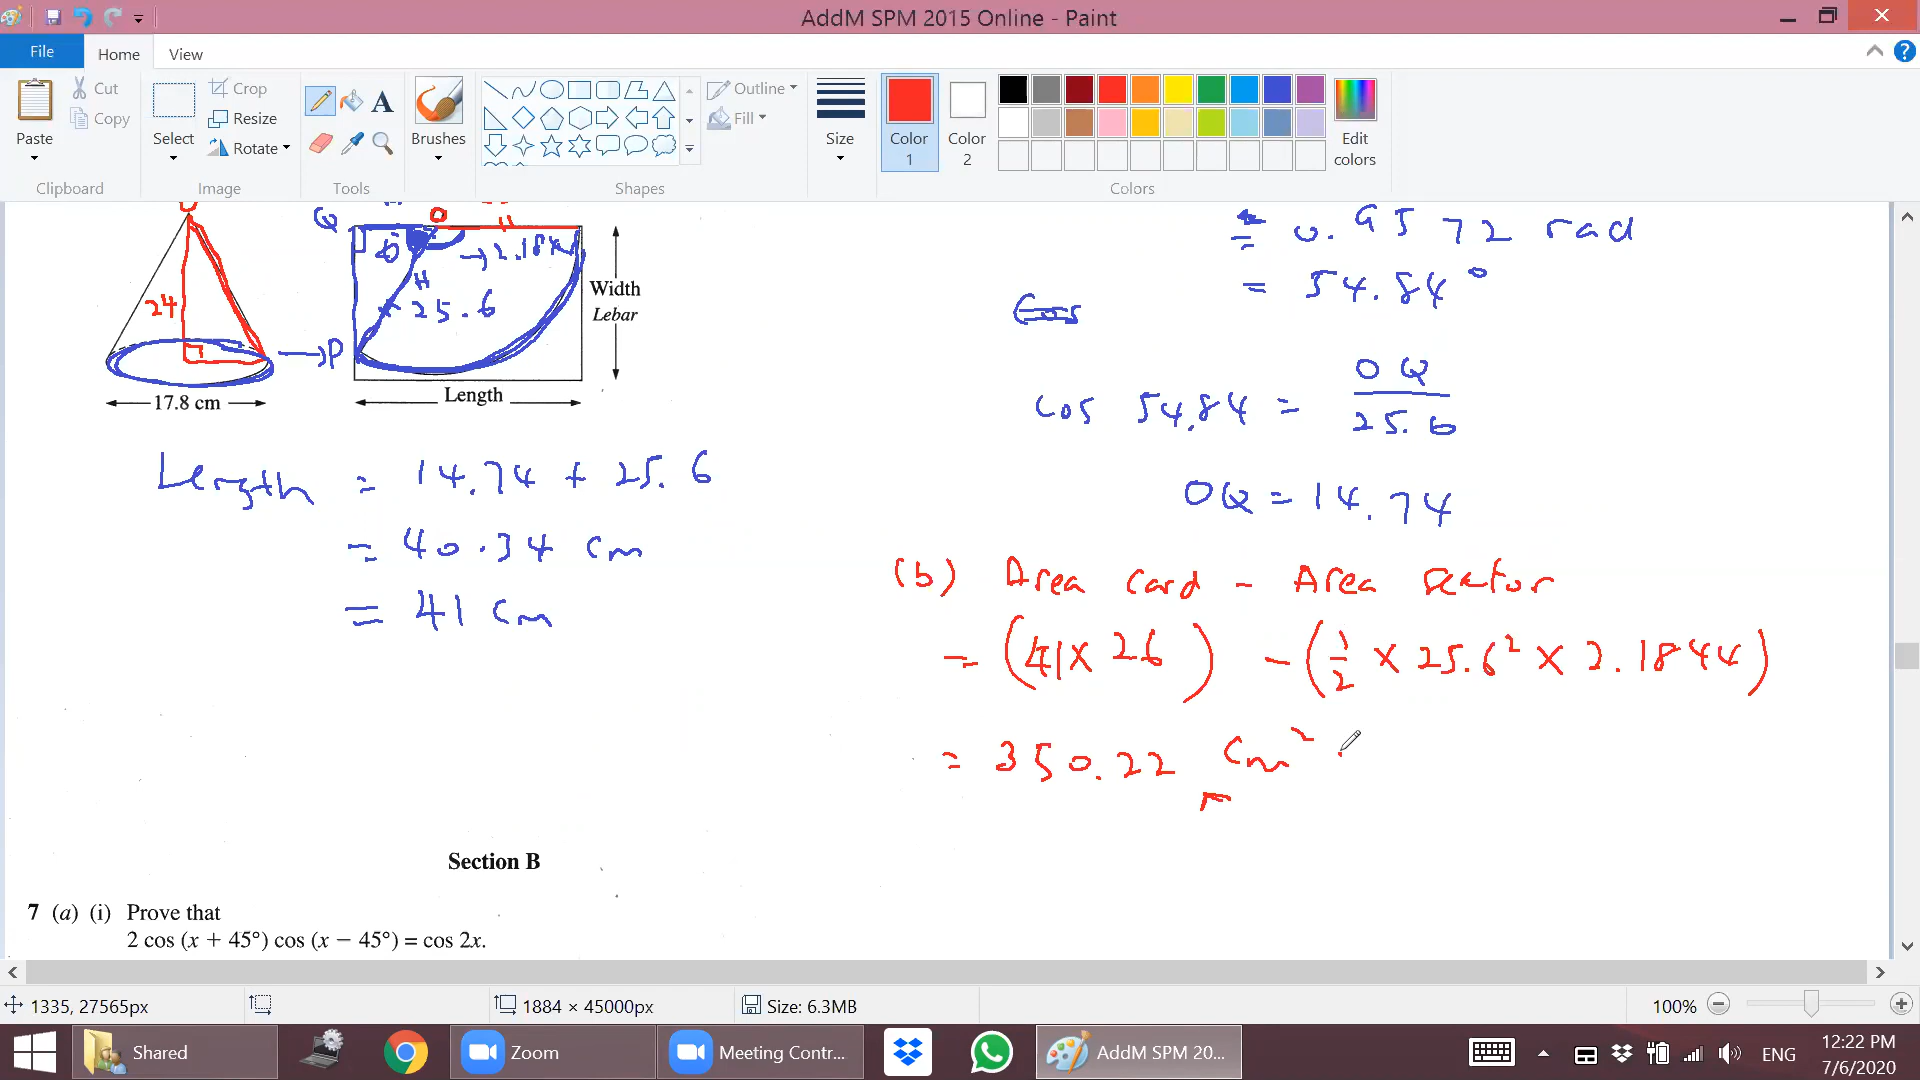 AddM SPM 2015 Online - Paint
File
Home
View
Paste
Cut
Copy
Clipboard
Select
Crop
Resize
Rotate
Image
Tools
Brushes
Shapes
Outline
Fill
Size
Color 1
Color 2
Edit colors
Colors
24
17.8 cm
Q
O
θ
2.18
25.6
P
Width
Lebar
Length
Length = 14.74 + 25.6
= 40.34 cm
= 41 cm
= 0.9572 rad
= 54.84°
Cos
cos 54.84 = OQ / 25.6
OQ = 14.74
(b) Area card - Area sector
= (41 × 26) - (1/2 × 25.6² × 2.1844)
= 350.22 cm²
Section B
7 (a) (i) Prove that
2 cos (x + 45°) cos (x − 45°) = cos 2x.
1335, 27565px
1884 × 45000px
Size: 6.3MB
100%
Shared
Zoom
Meeting Contr...
AddM SPM 20...
ENG
12:22 PM
7/6/2020